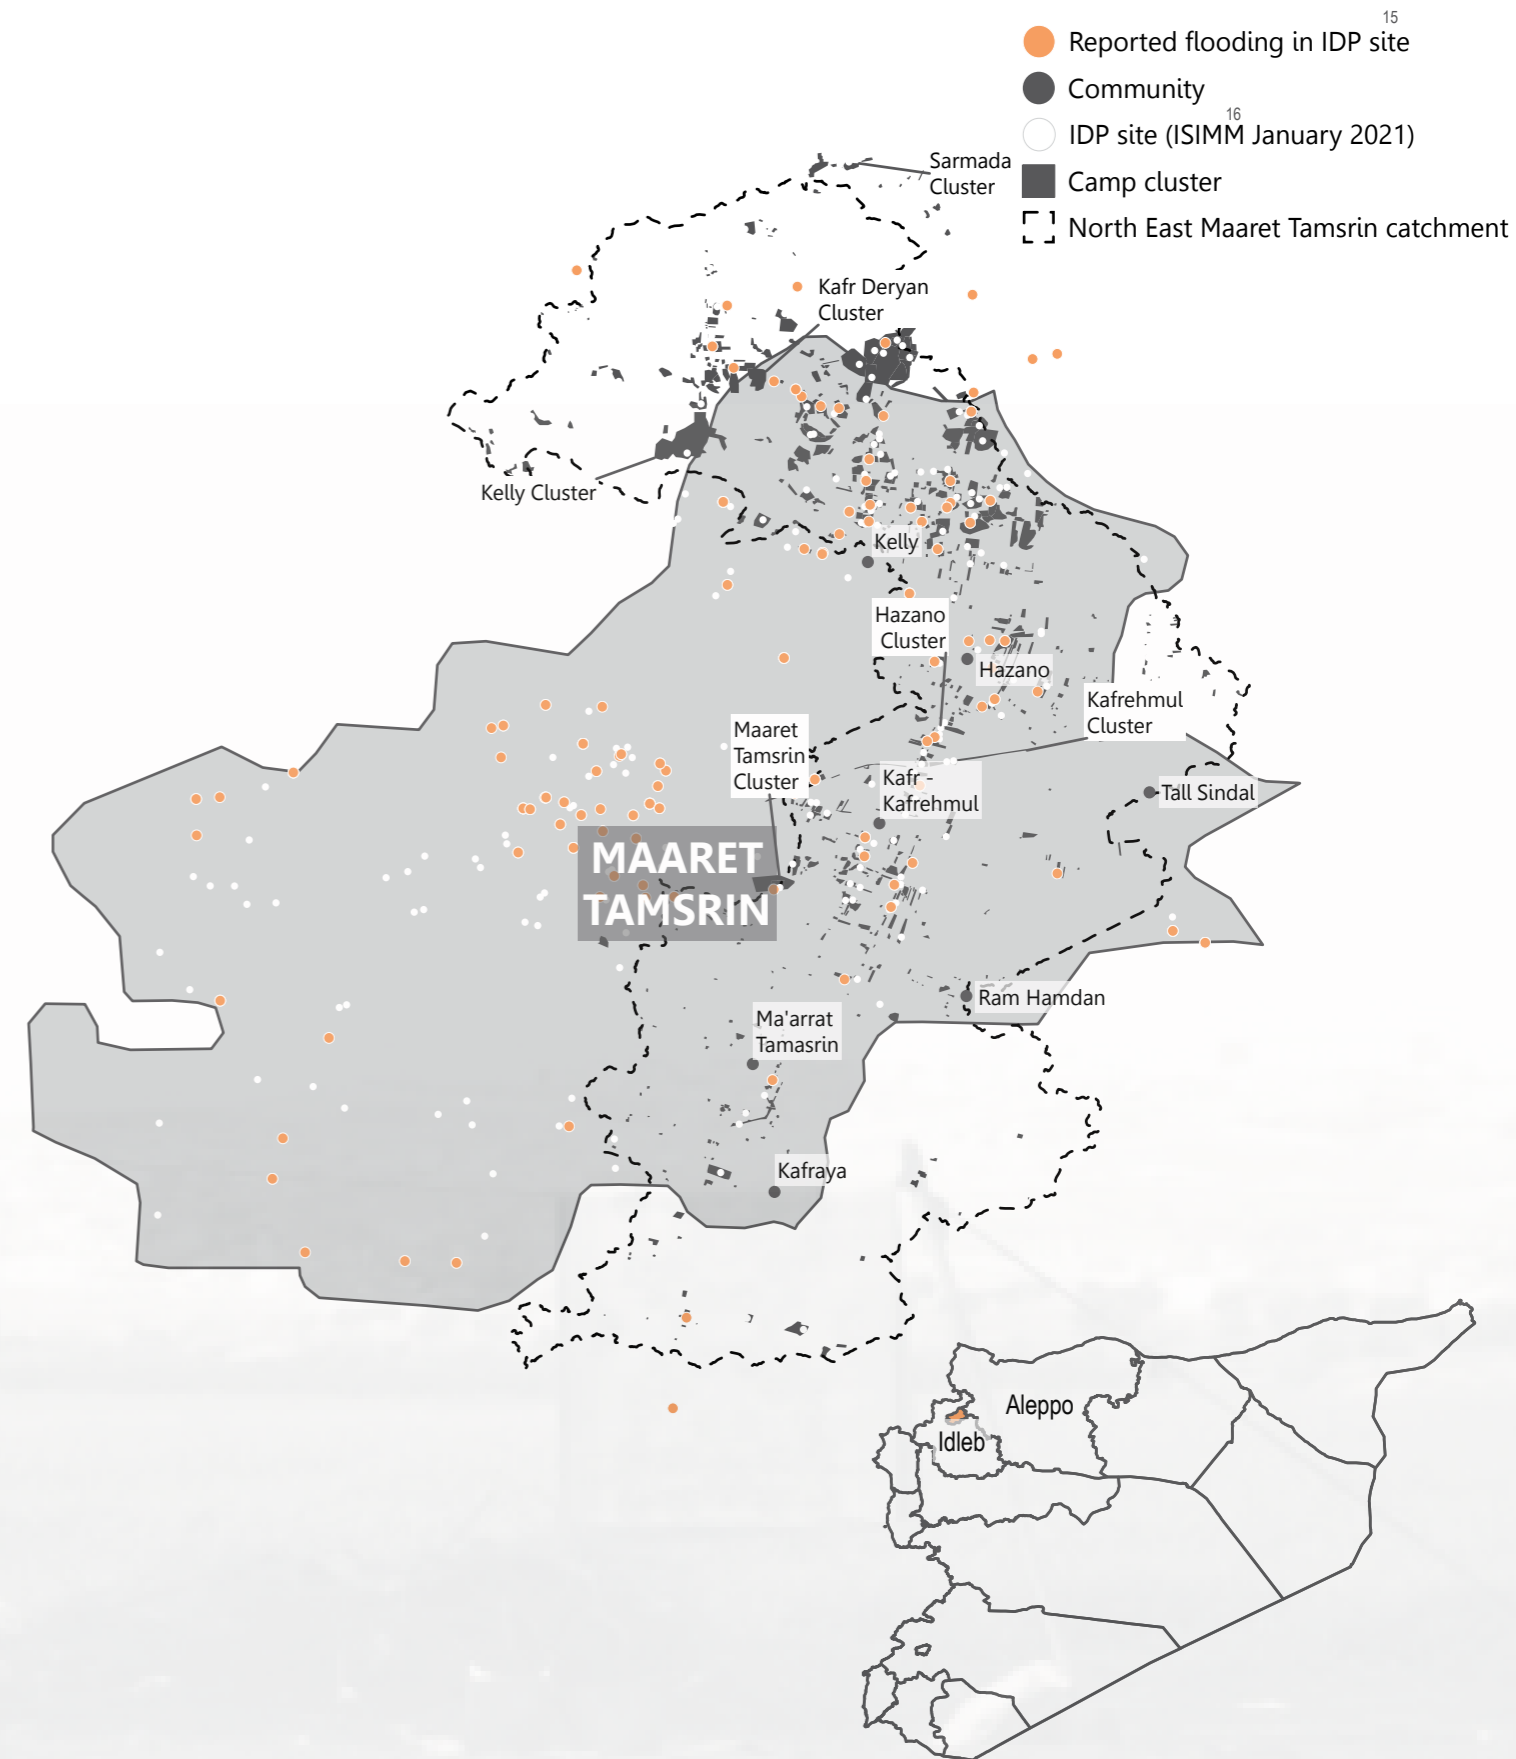 15
Reported flooding in IDP site
Community
16
IDP site (ISIMM January 2021)
Camp cluster
North East Maaret Tamsrin catchment
Sarmada
Cluster
Kafr Deryan
Cluster
Kelly Cluster
Kelly
Hazano
Cluster
Hazano
Kafrehmul
Cluster
Maaret
Tamsrin
Cluster
Kafr -
Kafrehmul
Tall Sindal
MAARET
TAMSRIN
Ram Hamdan
Ma'arrat
Tamasrin
Kafraya
Aleppo
Idleb